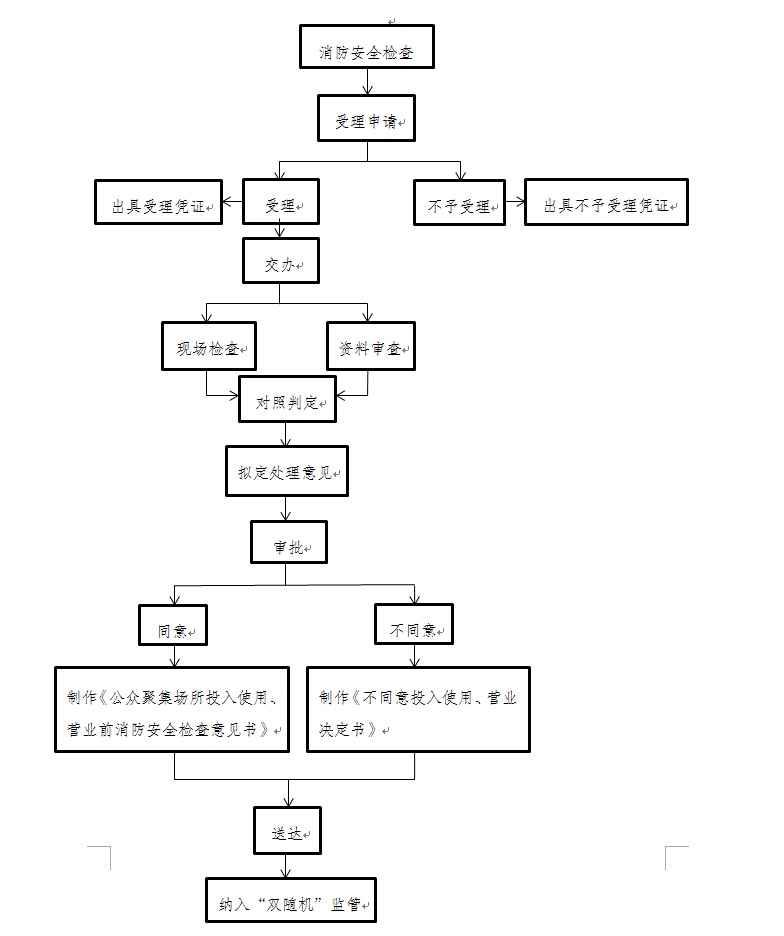 消防安全检查
受理申请
出具受理凭证
受理
不予受理
出具不予受理凭证
交办
现场检查
资料审查
对照判定
拟定处理意见
审批
同意
不同意
制作《公众聚集场所投入使用、
营业前消防安全检查意见书》
制作《不同意投入使用、营业
决定书》
送达
纳入“双随机”监管